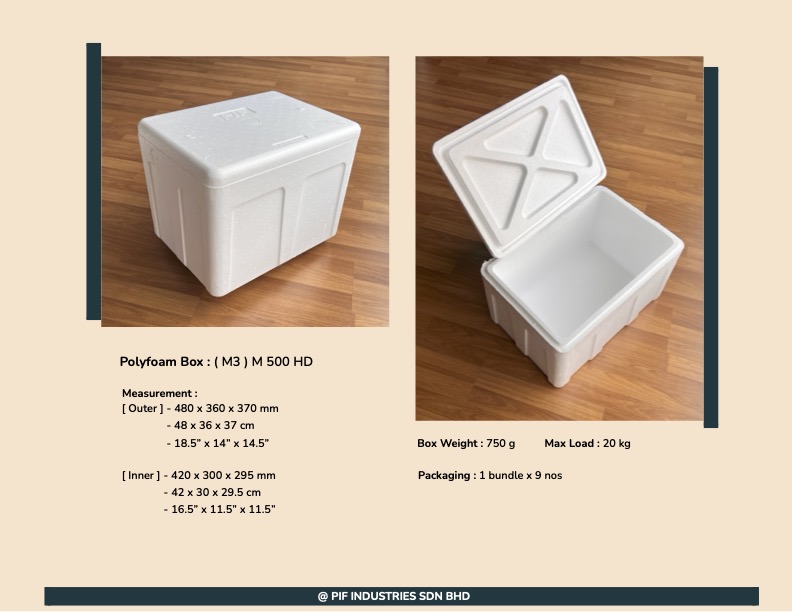 Polyfoam Box : ( M3 ) M 500 HD
Measurement :
[ Outer ] - 480 x 360 x 370 mm
- 48 x 36 x 37 cm
- 18.5” x 14” x 14.5”
[ Inner ] - 420 x 300 x 295 mm
- 42 x 30 x 29.5 cm
- 16.5” x 11.5” x 11.5”
Box Weight : 750 g Max Load : 20 kg
Packaging : 1 bundle x 9 nos
@ PIF INDUSTRIES SDN BHD